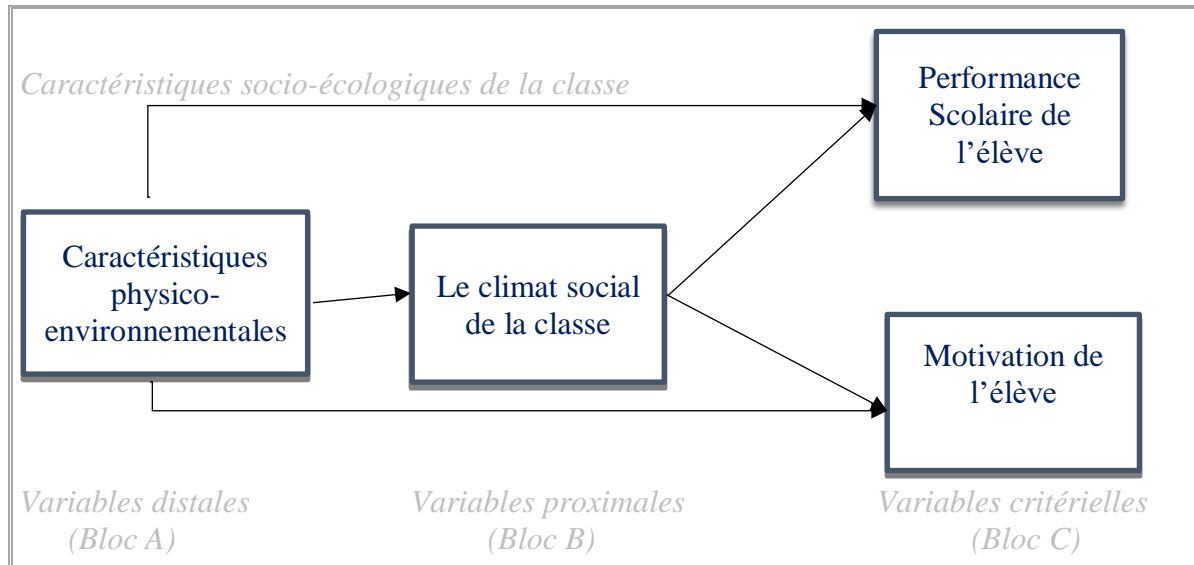 Caractéristiques socio-écologiques de la classe
Performance
Scolaire de
l’élève
Caractéristiques
physico-
environnementales
Le climat social
de la classe
Motivation de
l’élève
Variables distales
(Bloc A)
Variables proximales
(Bloc B)
Variables critérielles
(Bloc C)